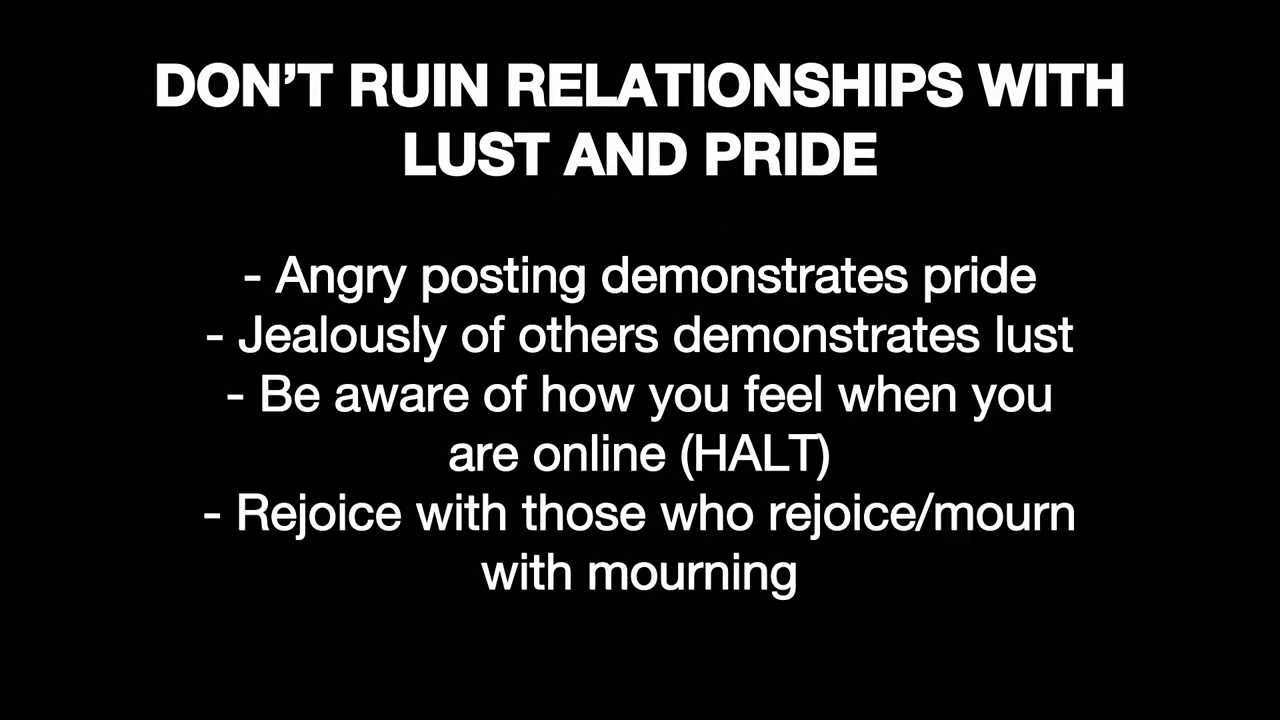 DON’T RUIN RELATIONSHIPS WITH
LUST AND PRIDE
- Angry posting demonstrates pride
- Jealously of others demonstrates lust
- Be aware of how you feel when you
are online (HALT)
- Rejoice with those who rejoice/mourn
with mourning